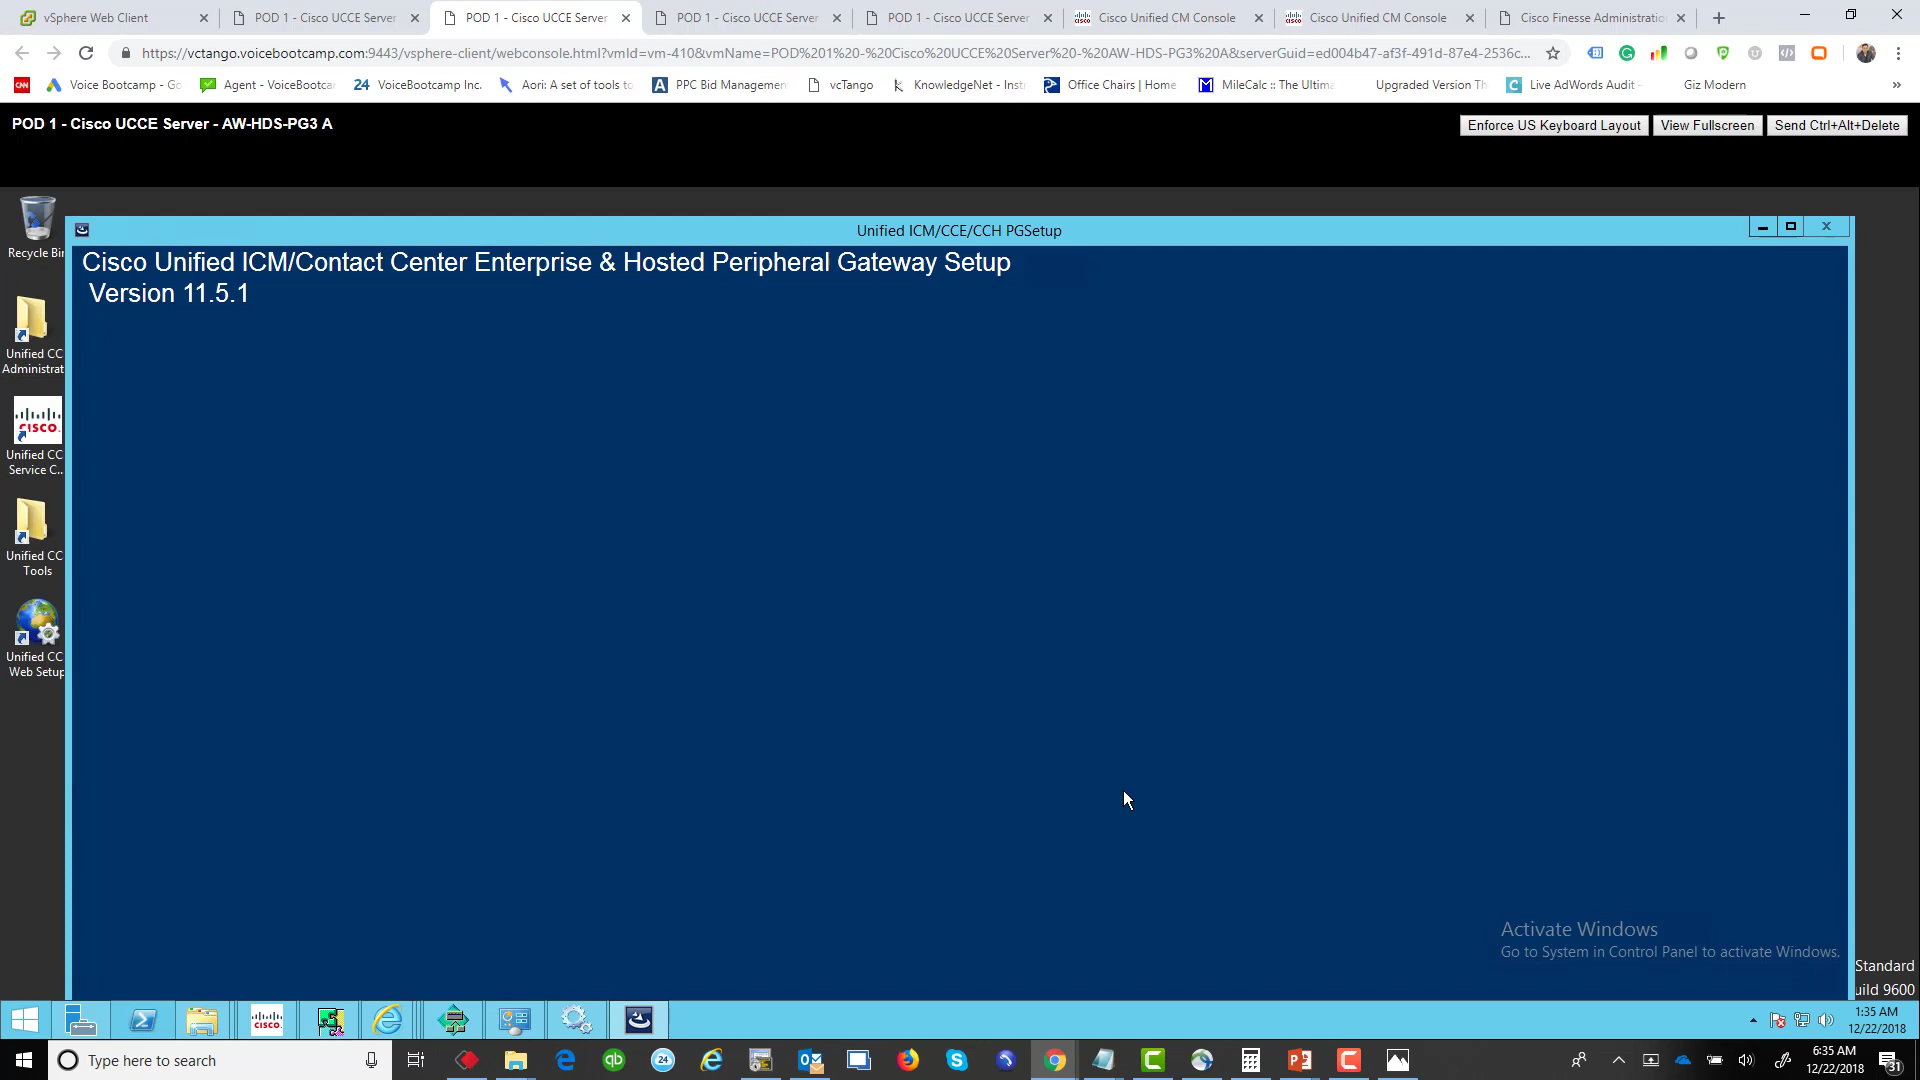 vSphere Web Client
POD 1 - Cisco UCCE Server
POD 1 - Cisco UCCE Server
POD 1 - Cisco UCCE Server
POD 1 - Cisco UCCE Server
Cisco Unified CM Console
Cisco Unified CM Console
Cisco Finesse Administratio
https://vctango.voicebootcamp.com:9443/vsphere-client/webconsole.html?vmId=vm-410&vmName=POD%201%20-%20Cisco%20UCCE%20Server%20-%20AW-HDS-PG3%20A&serverGuid=ed004b47-af3f-491d-87e4-2536c...
CNN
Voice Bootcamp - Go
Agent - VoiceBootca
24 VoiceBootcamp Inc.
Aori: A set of tools to
PPC Bid Managemen
vcTango
KnowledgeNet - Inst
Office Chairs | Home
MileCalc :: The Ultima
Upgraded Version Th
Live AdWords Audit -
Giz Modern
»
POD 1 - Cisco UCCE Server - AW-HDS-PG3 A
Enforce US Keyboard Layout
View Fullscreen
Send Ctrl+Alt+Delete
Recycle Bin
Unified ICM/CCE/CCH PGSetup
Cisco Unified ICM/Contact Center Enterprise & Hosted Peripheral Gateway Setup
Version 11.5.1
Unified CC
Administrat
CISCO.
Unified CC
Service C..
Unified CC
Tools
Unified CC
Web Setup
Activate Windows
Go to System in Control Panel to activate Windows.
Standard
uild 9600
CISCO
1:35 AM
12/22/2018
Type here to search
24
6:35 AM
12/22/2018
31